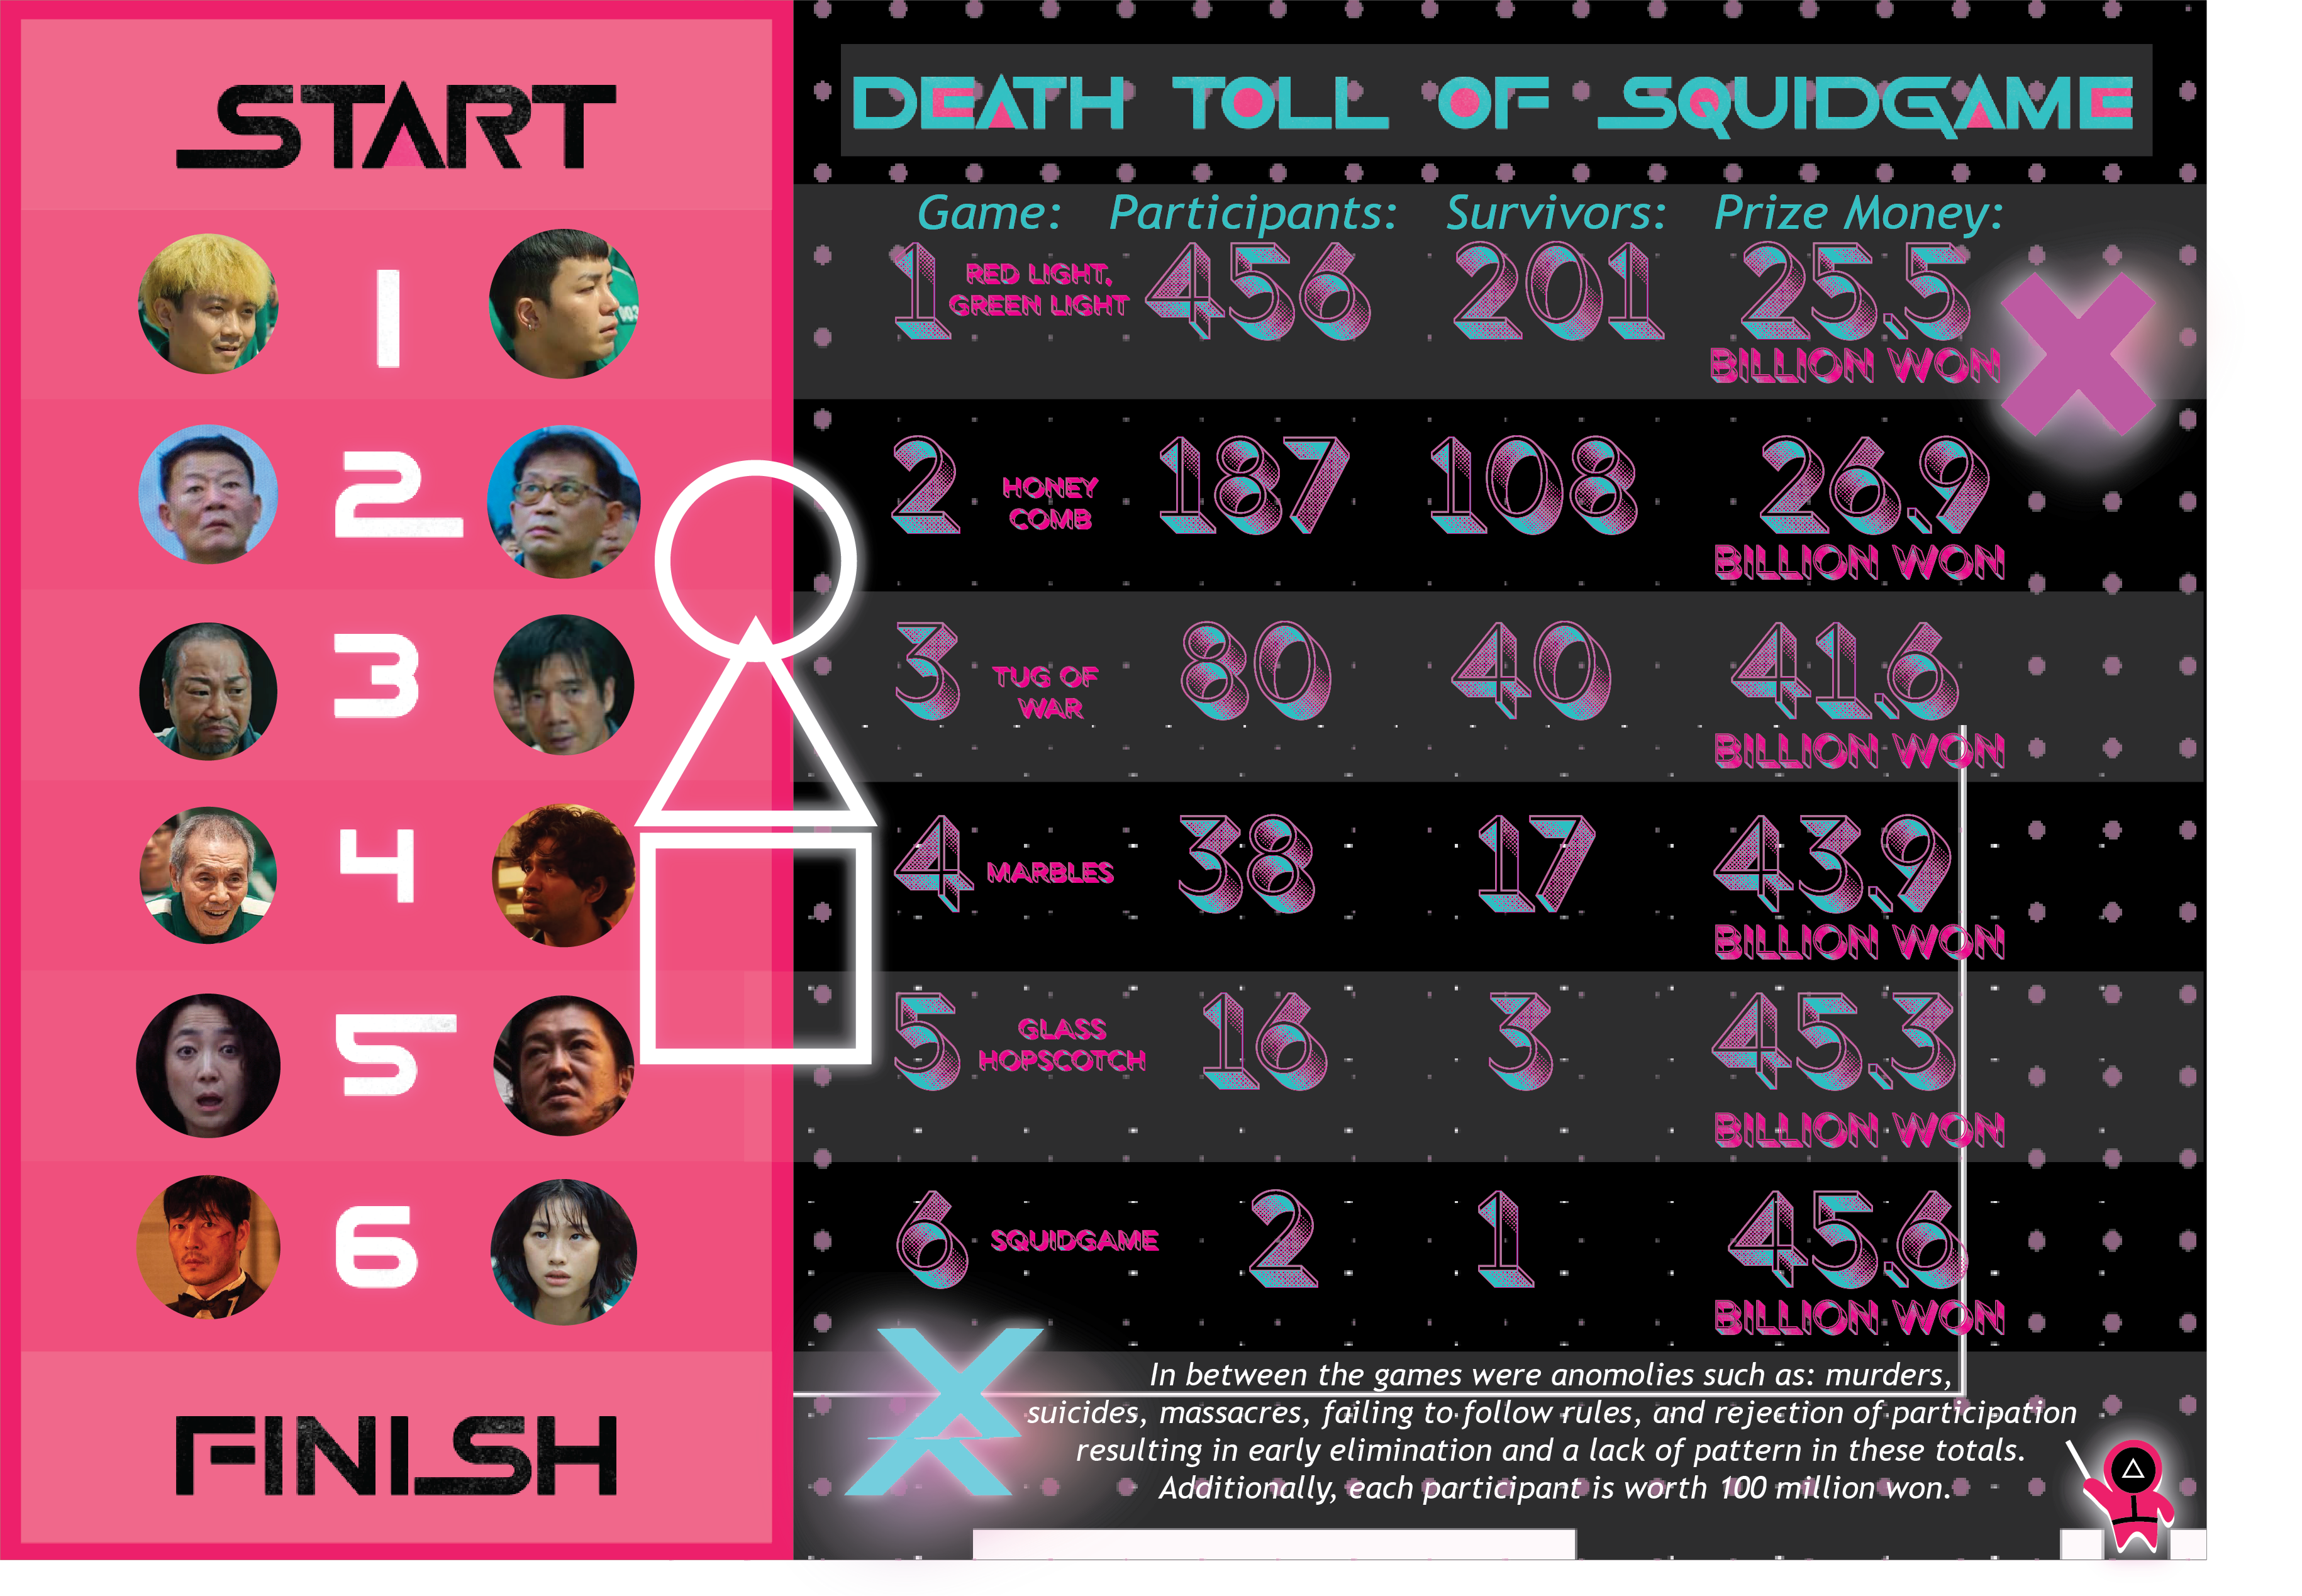 START
1
2
3
4
5
6
FINISH
DEATH TOLL OF SQUIDGAME
Game: Participants: Survivors: Prize Money:
1 RED LIGHT, GREEN LIGHT 456 201 25.5
BILLION WON
2 HONEY COMB 187 108 26.9
BILLION WON
3 TUG OF WAR 80 40 41.6
BILLION WON
4 MARBLES 38 17 43.9
BILLION WON
5 GLASS HOPSCOTCH 16 3 45.3
BILLION WON
6 SQUIDGAME 2 1 45.6
BILLION WON
In between the games were anomolies such as: murders,
suicides, massacres, failing to follow rules, and rejection of participation
resulting in early elimination and a lack of pattern in these totals.
Additionally, each participant is worth 100 million won.